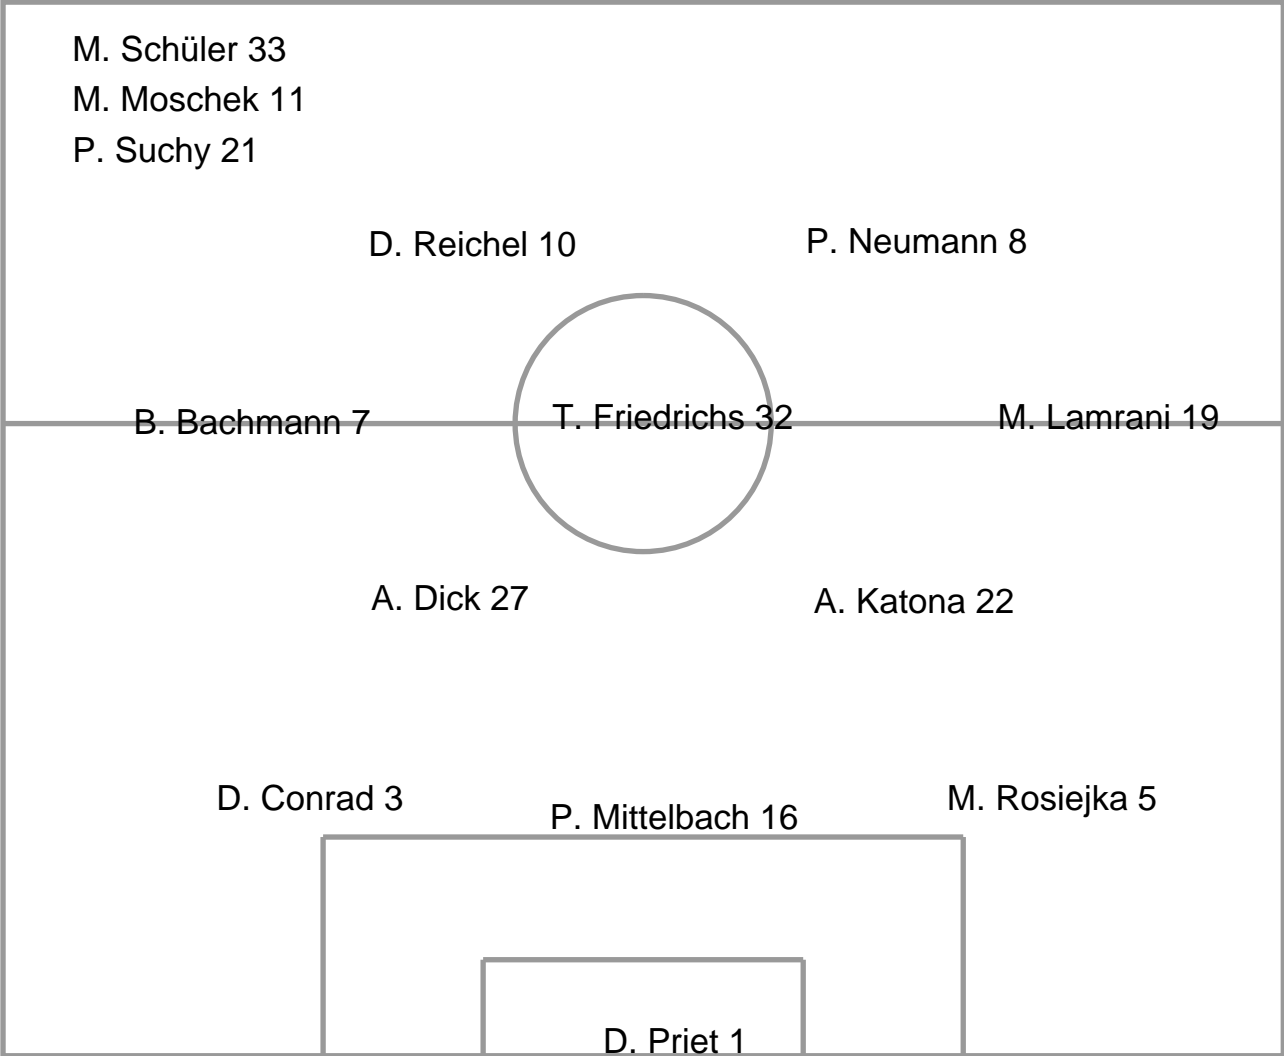 M. Schüler 33
M. Moschek 11
P. Suchy 21
D. Reichel 10
P. Neumann 8
B. Bachmann 7
T. Friedrichs 32
M. Lamrani 19
A. Dick 27
A. Katona 22
D. Conrad 3
P. Mittelbach 16
M. Rosiejka 5
D. Priet 1